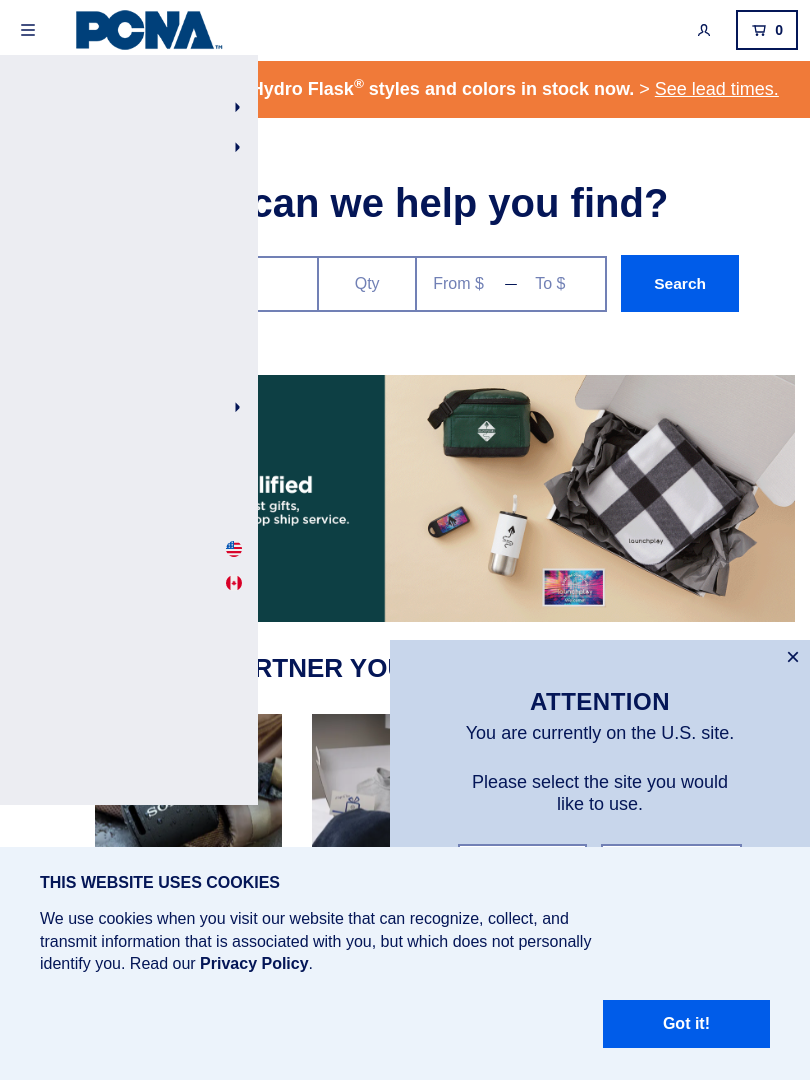 PCNA™
0
Hydro Flask® styles and colors in stock now. > See lead times.
can we help you find?
Qty
From $ — To $
Search
lified
st gifts,
op ship service.
launchplay
launchplay
RTNER YOU
ATTENTION
You are currently on the U.S. site.
Please select the site you would
like to use.
THIS WEBSITE USES COOKIES
We use cookies when you visit our website that can recognize, collect, and
transmit information that is associated with you, but which does not personally
identify you. Read our Privacy Policy.
Got it!